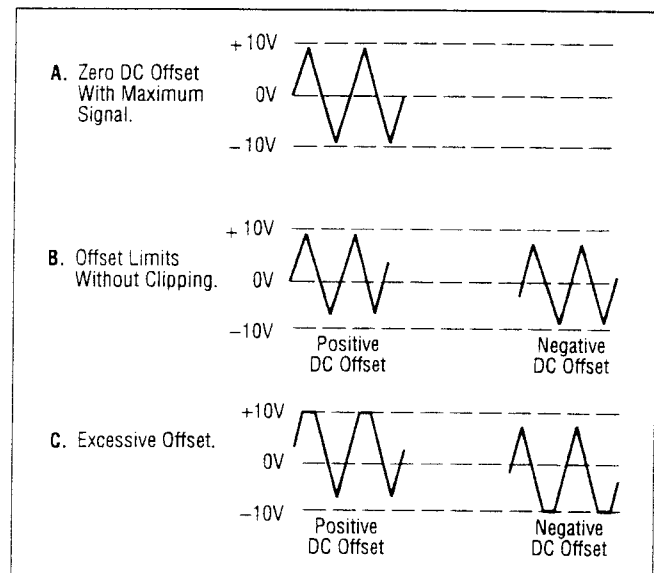 +10V
A. Zero DC Offset
With Maximum
Signal.
0V
−10V
+10V
B. Offset Limits
Without Clipping.
0V
−10V
Positive
DC Offset
Negative
DC Offset
+10V
C. Excessive Offset.
0V
−10V
Positive
DC Offset
Negative
DC Offset